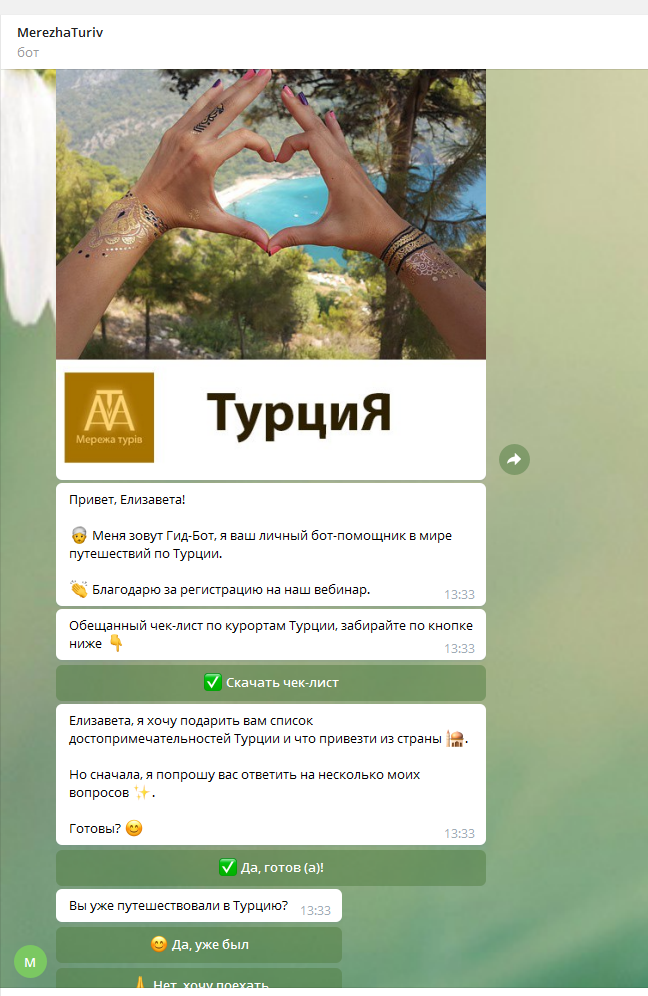 MerezhaTuriv
бот
ATA
Мережа турів
ТурциЯ
Привет, Елизавета!
👵 Меня зовут Гид-Бот, я ваш личный бот-помощник в мире
путешествий по Турции.
👏 Благодарю за регистрацию на наш вебинар.
13:33
Обещанный чек-лист по курортам Турции, забирайте по кнопке
ниже 👇
13:33
✅ Скачать чек-лист
Елизавета, я хочу подарить вам список
достопримечательностей Турции и что привезти из страны 🕌.
Но сначала, я попрошу вас ответить на несколько моих
вопросов ✨.
Готовы? 😊
13:33
✅ Да, готов (а)!
Вы уже путешествовали в Турцию? 13:33
😊 Да, уже был
М
🙏 Нет, хочу поехать